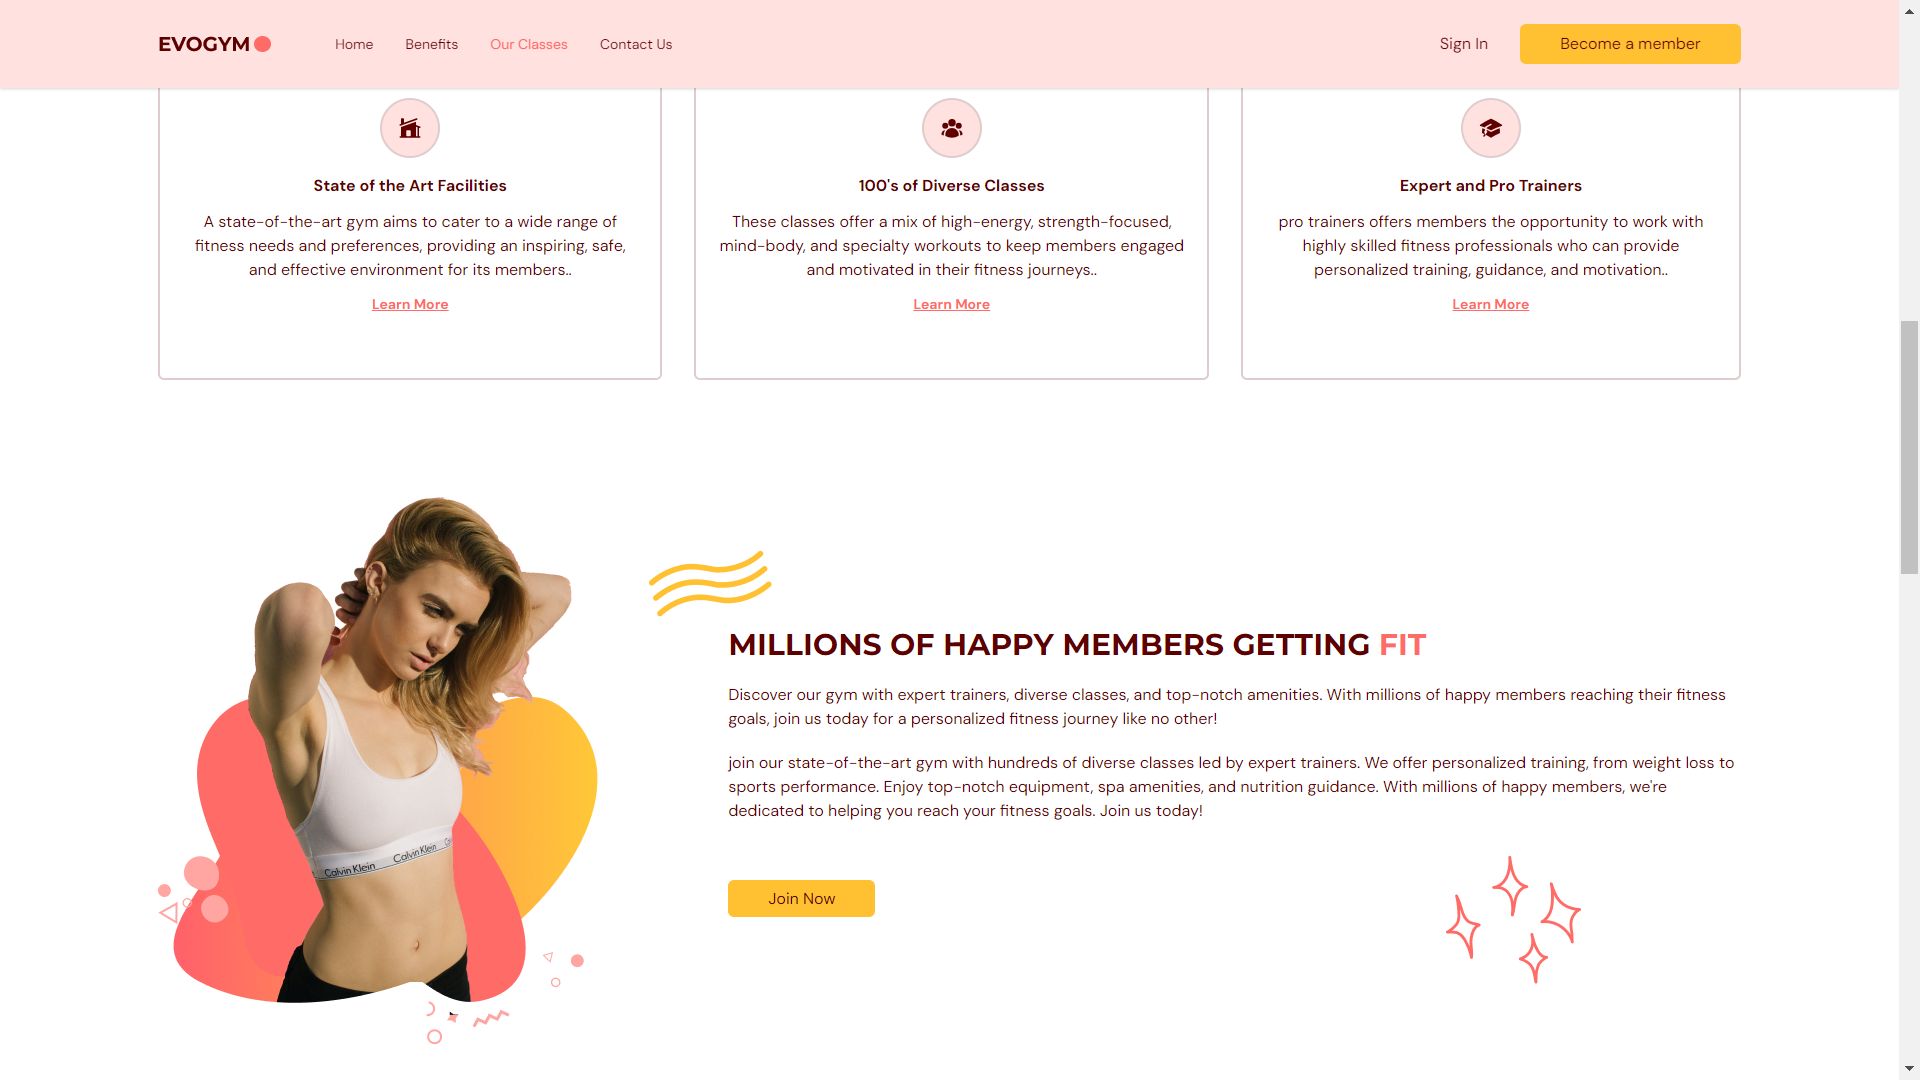 EVOGYM
Home
Benefits
Our Classes
Contact Us
Sign In
Become a member
State of the Art Facilities
A state-of-the-art gym aims to cater to a wide range of
fitness needs and preferences, providing an inspiring, safe,
and effective environment for its members..
Learn More
100's of Diverse Classes
These classes offer a mix of high-energy, strength-focused,
mind-body, and specialty workouts to keep members engaged
and motivated in their fitness journeys..
Learn More
Expert and Pro Trainers
pro trainers offers members the opportunity to work with
highly skilled fitness professionals who can provide
personalized training, guidance, and motivation..
Learn More
MILLIONS OF HAPPY MEMBERS GETTING FIT
Discover our gym with expert trainers, diverse classes, and top-notch amenities. With millions of happy members reaching their fitness
goals, join us today for a personalized fitness journey like no other!
join our state-of-the-art gym with hundreds of diverse classes led by expert trainers. We offer personalized training, from weight loss to
sports performance. Enjoy top-notch equipment, spa amenities, and nutrition guidance. With millions of happy members, we're
dedicated to helping you reach your fitness goals. Join us today!
Join Now
Calvin Klein Calvin Klein